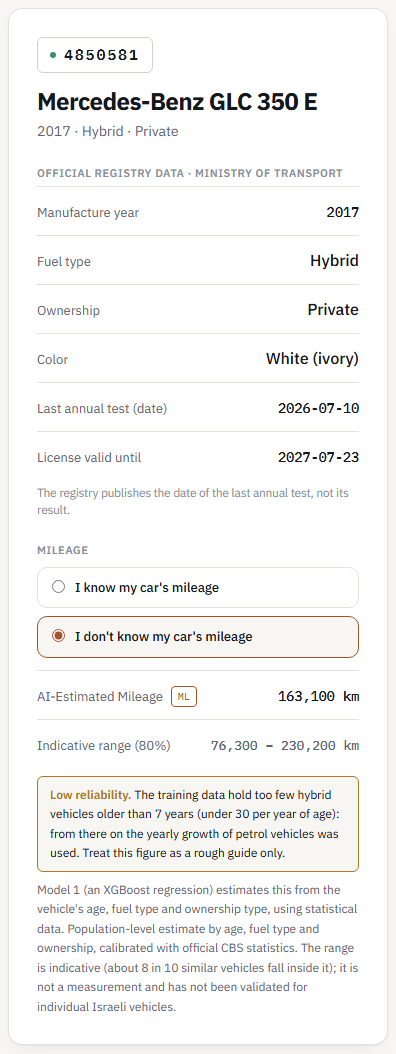 4850581
Mercedes-Benz GLC 350 E
2017 · Hybrid · Private
OFFICIAL REGISTRY DATA · MINISTRY OF TRANSPORT
Manufacture year 2017
Fuel type Hybrid
Ownership Private
Color White (ivory)
Last annual test (date) 2026-07-10
License valid until 2027-07-23
The registry publishes the date of the last annual test, not its
result.
MILEAGE
I know my car's mileage
I don't know my car's mileage
AI-Estimated Mileage ML 163,100 km
Indicative range (80%) 76,300 – 230,200 km
Low reliability. The training data hold too few hybrid
vehicles older than 7 years (under 30 per year of age):
from there on the yearly growth of petrol vehicles was
used. Treat this figure as a rough guide only.
Model 1 (an XGBoost regression) estimates this from the
vehicle's age, fuel type and ownership type, using statistical
data. Population-level estimate by age, fuel type and
ownership, calibrated with official CBS statistics. The range
is indicative (about 8 in 10 similar vehicles fall inside it); it is
not a measurement and has not been validated for
individual Israeli vehicles.